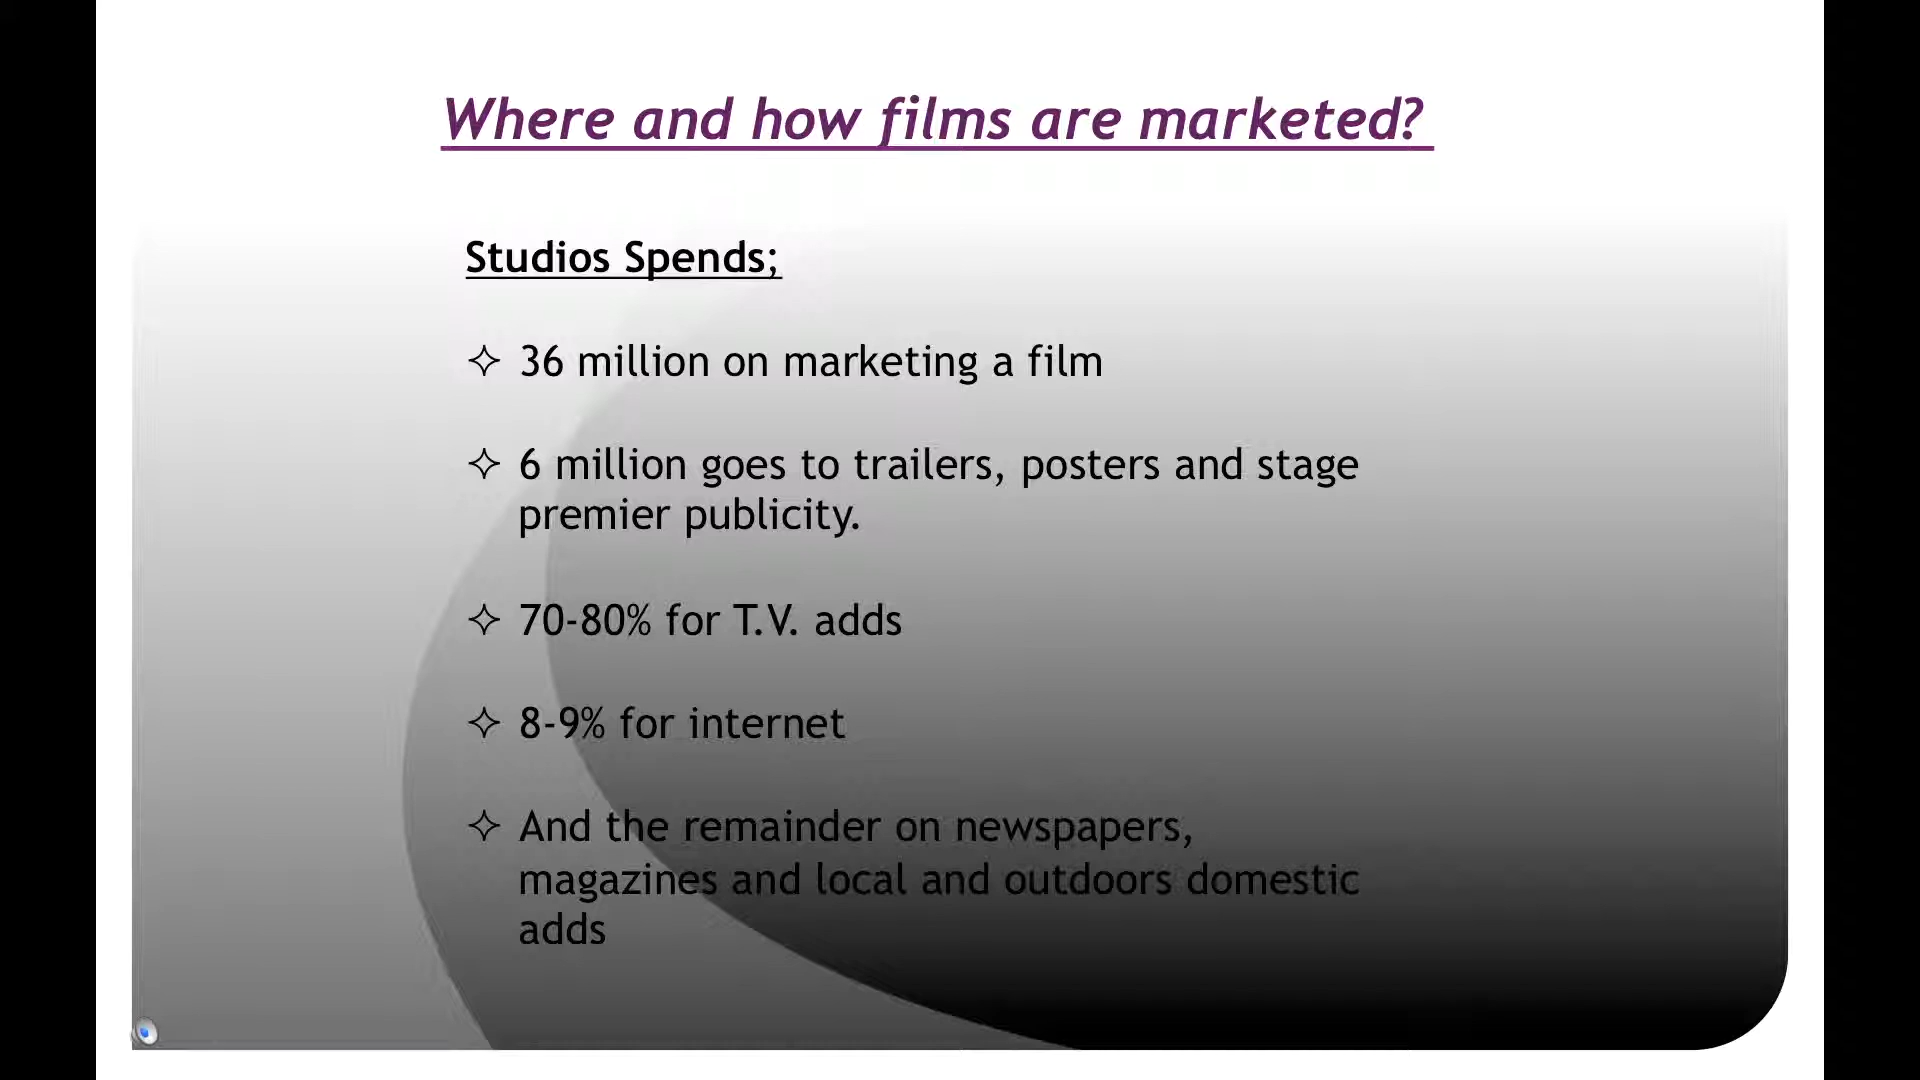 Where and how films are marketed?
Studios Spends;
✧ 36 million on marketing a film
✧ 6 million goes to trailers, posters and stage
premier publicity.
✧ 70-80% for T.V. adds
✧ 8-9% for internet
✧ And the remainder on newspapers,
magazines and local and outdoors domestic
adds